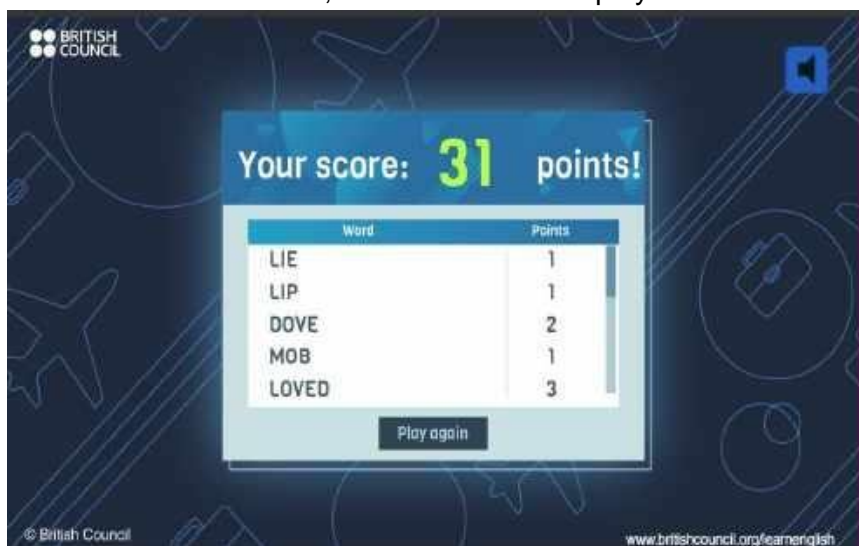 BRITISH
COUNCIL
Your score: 31 points!
Word Points
LIE 1
LIP 1
DOVE 2
MOB 1
LOVED 3
Play again
© British Council
www.britishcouncil.org/learnenglish